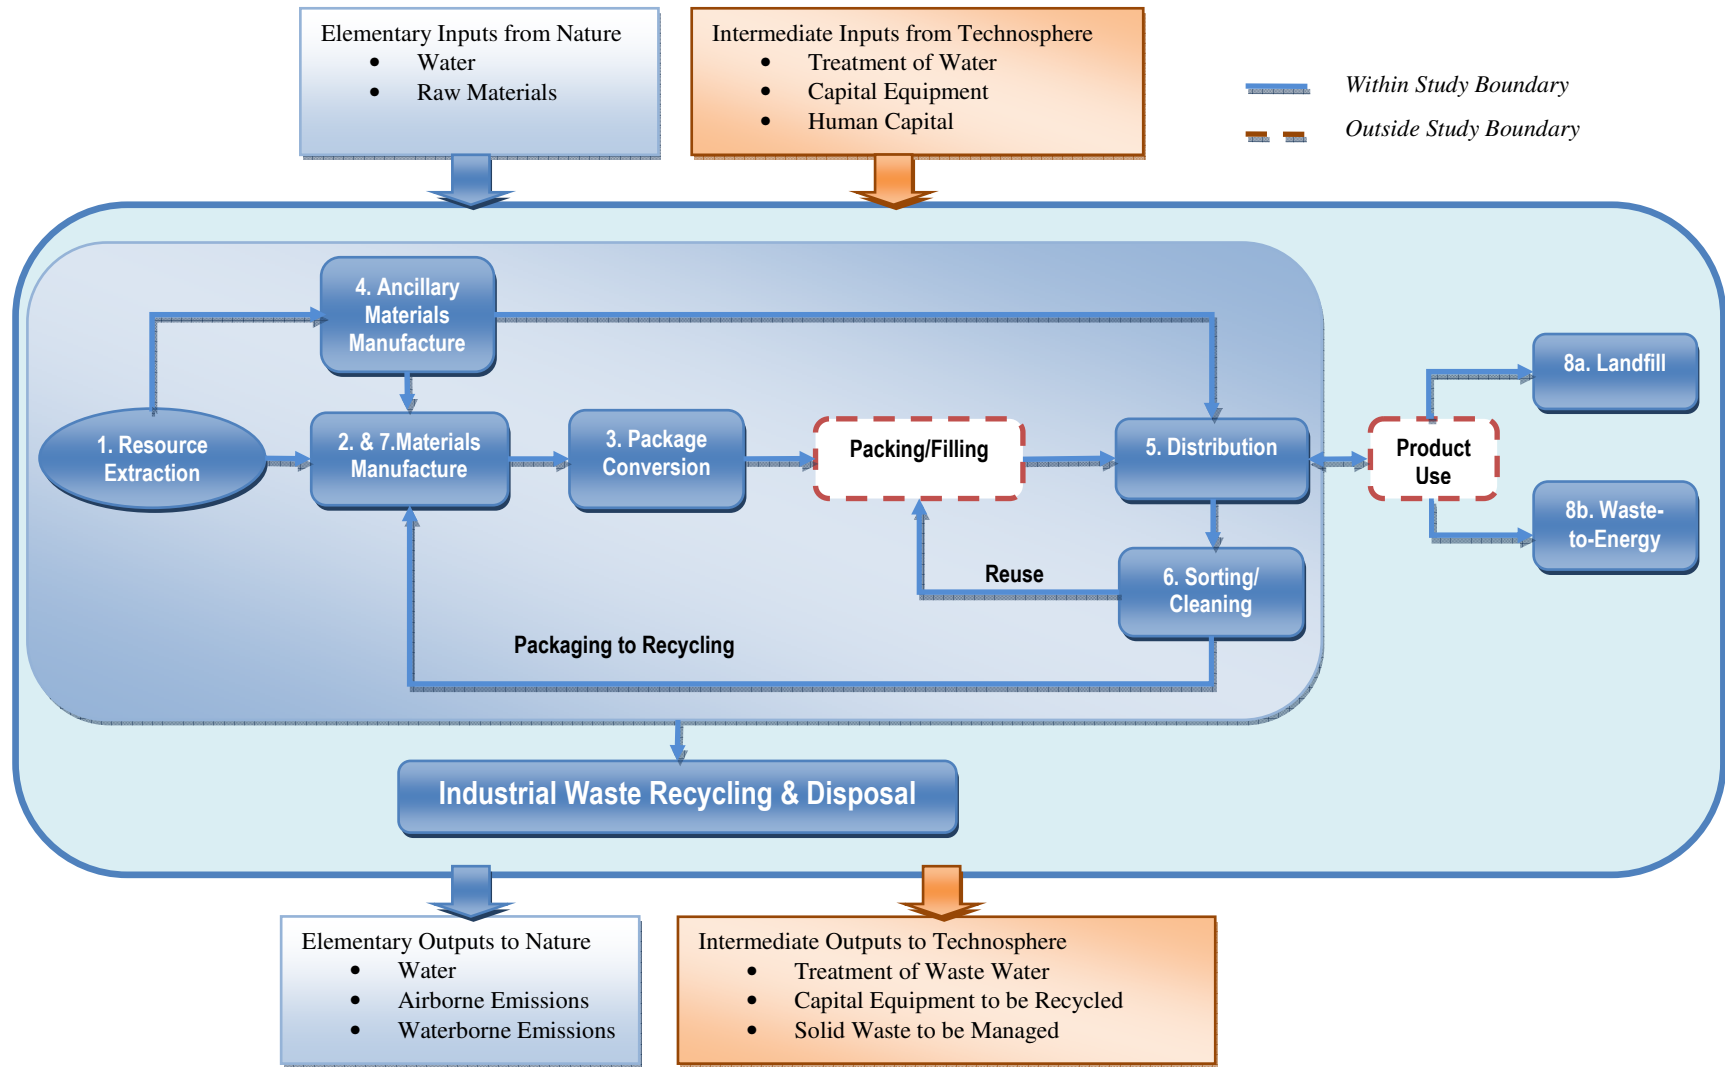 Elementary Inputs from Nature
• Water
• Raw Materials
Intermediate Inputs from Technosphere
• Treatment of Water
• Capital Equipment
• Human Capital
Within Study Boundary
Outside Study Boundary
4. Ancillary
Materials
Manufacture
1. Resource
Extraction
2. & 7.Materials
Manufacture
3. Package
Conversion
Packing/Filling
5. Distribution
Product
Use
8a. Landfill
8b. Waste-
to-Energy
Reuse
6. Sorting/
Cleaning
Packaging to Recycling
Industrial Waste Recycling & Disposal
Elementary Outputs to Nature
• Water
• Airborne Emissions
• Waterborne Emissions
Intermediate Outputs to Technosphere
• Treatment of Waste Water
• Capital Equipment to be Recycled
• Solid Waste to be Managed